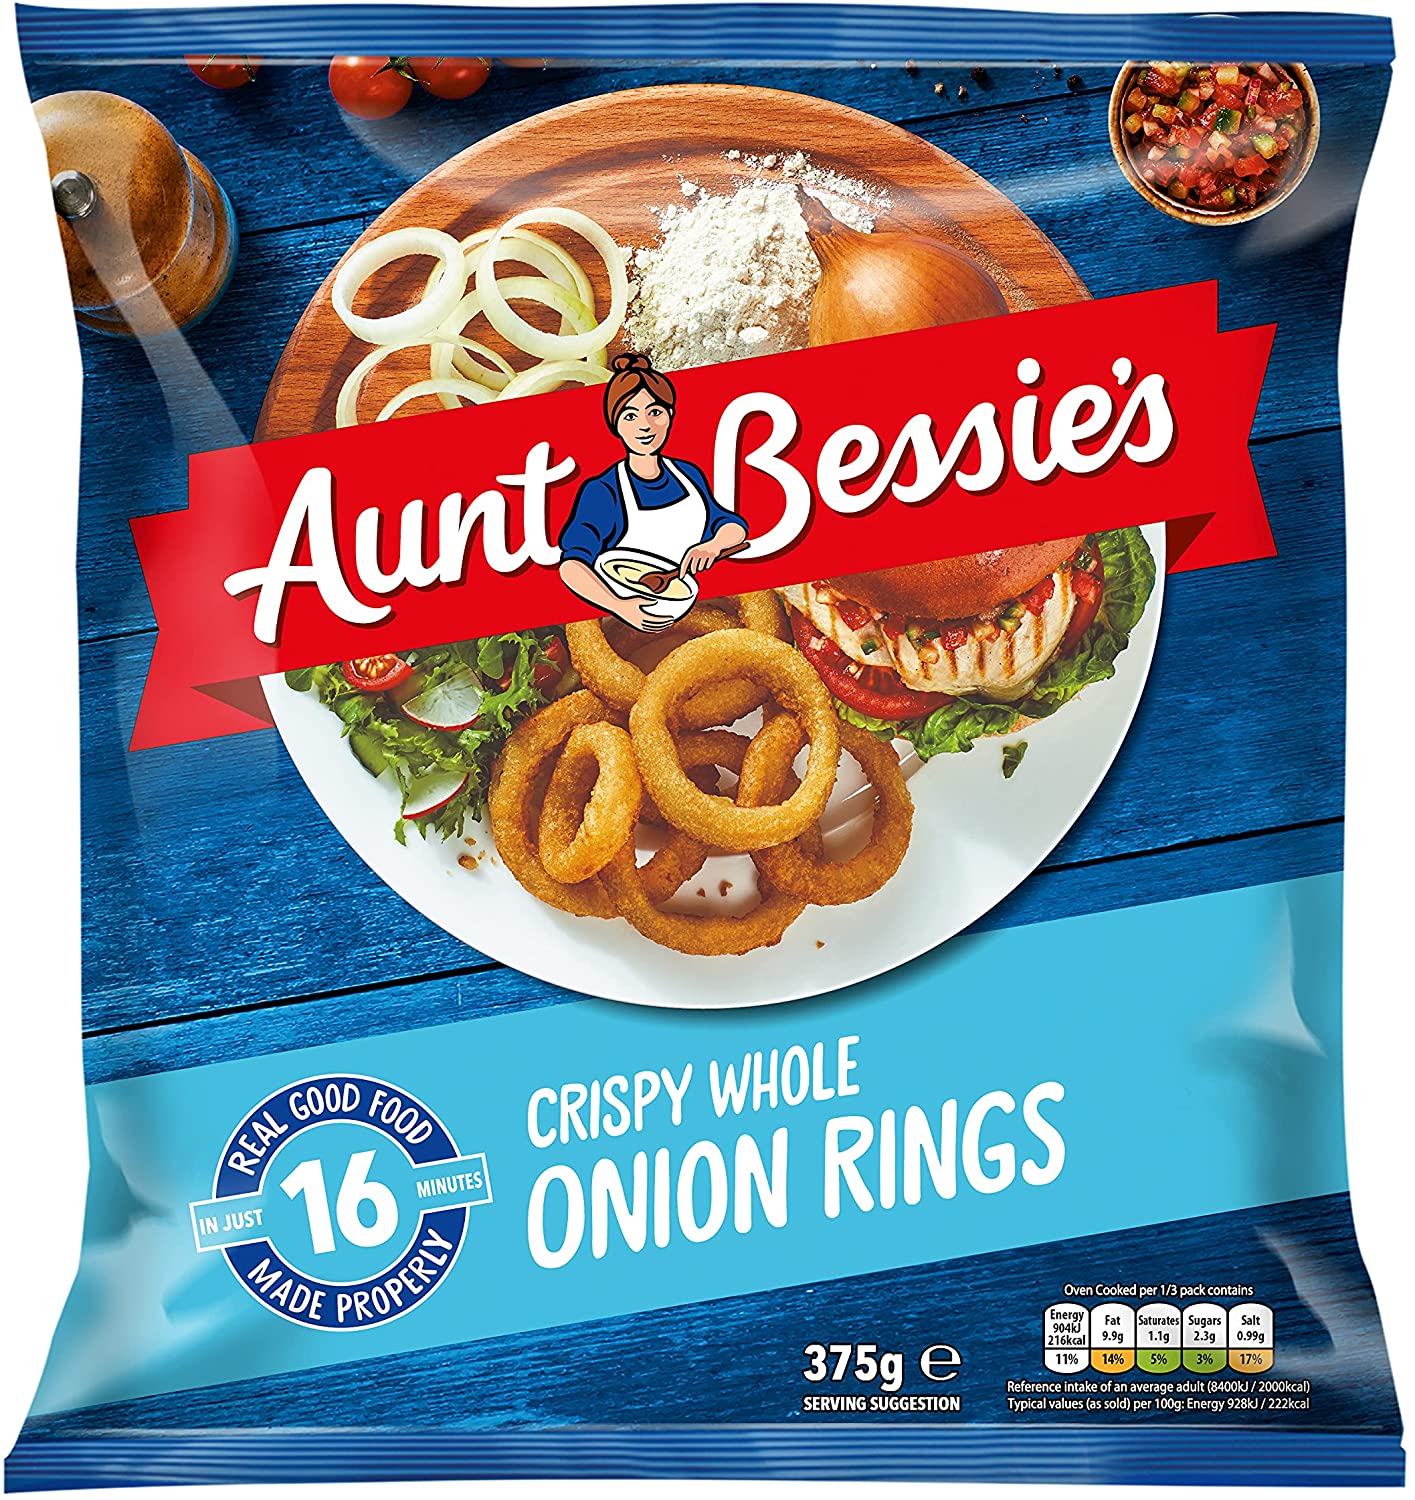 Aunt Bessie's
CRISPY WHOLE
ONION RINGS
REAL GOOD FOOD
IN JUST 16 MINUTES
MADE PROPERLY
375g ℮
SERVING SUGGESTION
Oven Cooked per 1/3 pack contains
Energy 904kJ 216kcal 11%
Fat 9.9g 14%
Saturates 1.1g 5%
Sugars 2.3g 3%
Salt 0.99g 17%
Reference intake of an average adult (8400kJ / 2000kcal)
Typical values (as sold) per 100g: Energy 928kJ / 222kcal